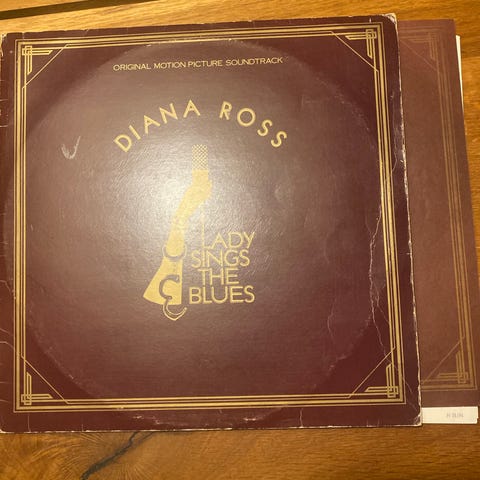 ORIGINAL MOTION PICTURE SOUNDTRACK
DIANA ROSS
LADY
SINGS
THE
BLUES